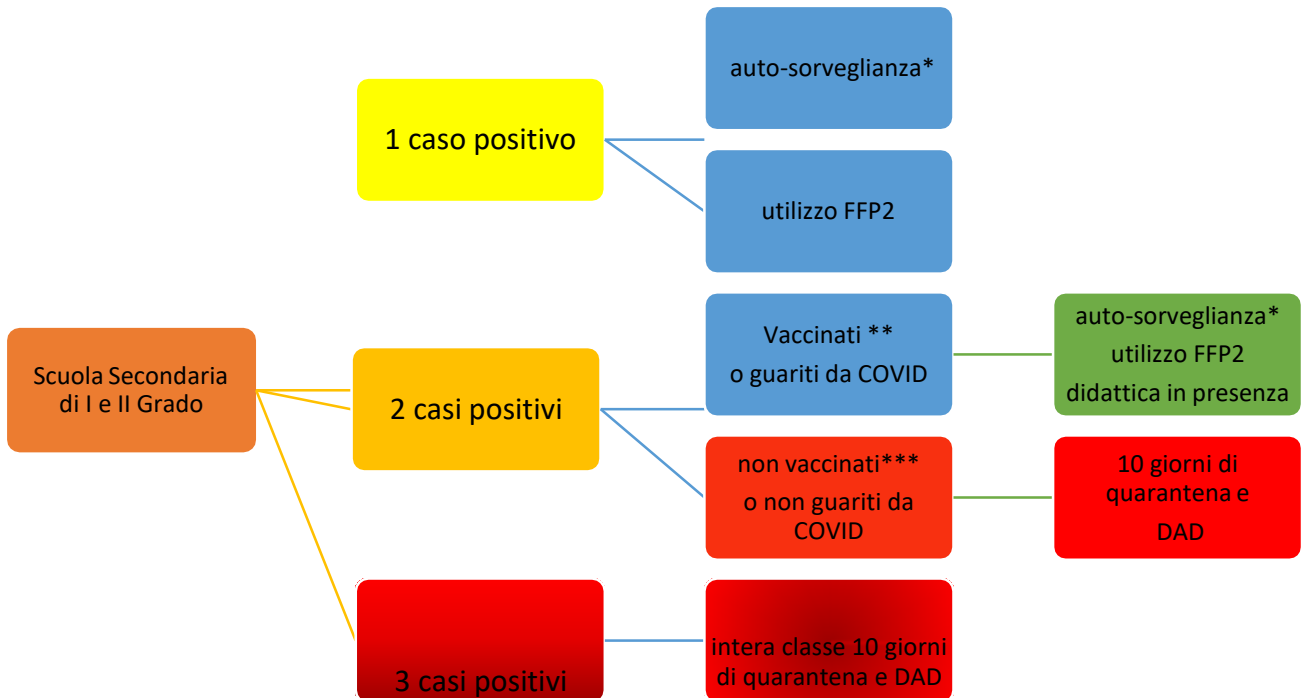 Scuola Secondaria
di I e II Grado
1 caso positivo
auto-sorveglianza*
utilizzo FFP2
2 casi positivi
Vaccinati **
o guariti da COVID
auto-sorveglianza*
utilizzo FFP2
didattica in presenza
non vaccinati***
o non guariti da
COVID
10 giorni di
quarantena e
DAD
3 casi positivi
intera classe 10 giorni
di quarantena e DAD